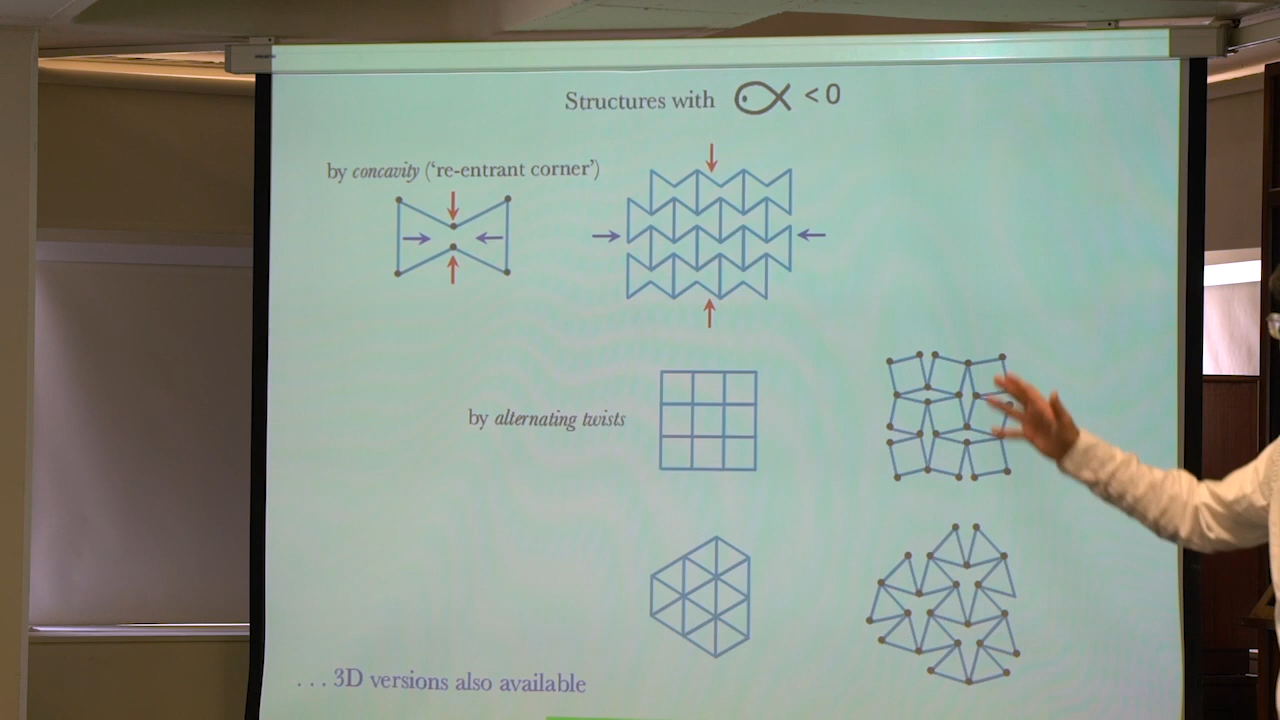 Structures with < 0
by concavity (‘re-entrant corner’)
by alternating twists
. . . 3D versions also available